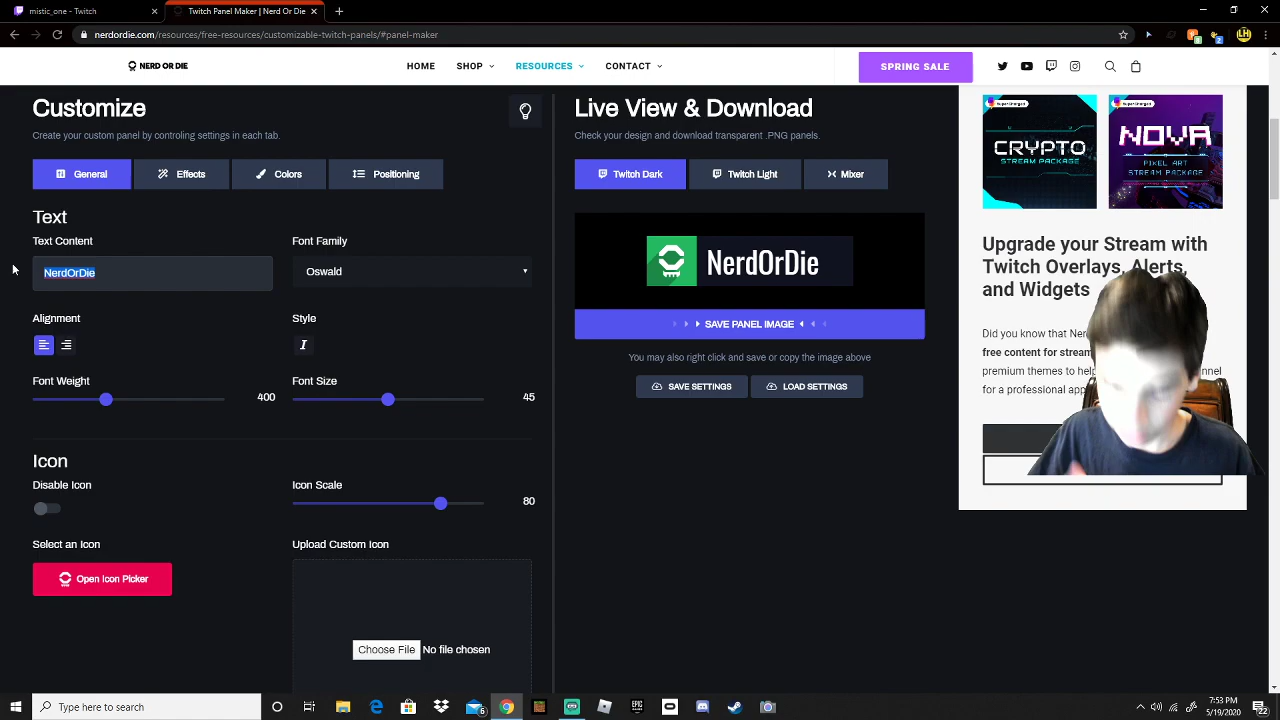 mistic_one - Twitch
Twitch Panel Maker | Nerd Or Die
nerdordie.com/resources/free-resources/customizable-twitch-panels/#panel-maker
NERD OR DIE
HOME
SHOP
RESOURCES
CONTACT
SPRING SALE
Customize
Create your custom panel by controling settings in each tab.
General
Effects
Colors
Positioning
Text
Text Content
Font Family
NerdOrDie
Oswald
Alignment
Style
I
Font Weight
400
Font Size
45
Icon
Disable Icon
Icon Scale
80
Select an Icon
Upload Custom Icon
Open Icon Picker
Choose File
No file chosen
Live View & Download
Check your design and download transparent .PNG panels.
Twitch Dark
Twitch Light
Mixer
NerdOrDie
SAVE PANEL IMAGE
You may also right click and save or copy the image above
SAVE SETTINGS
LOAD SETTINGS
CRYPTO
STREAM PACKAGE
NOVA
PIXEL ART
STREAM PACKAGE
Upgrade your Stream with
Twitch Overlays, Alerts,
and Widgets
Did you know that
free content for
premium themes to
for a professional
Type here to search
7:53 PM
5/19/2020